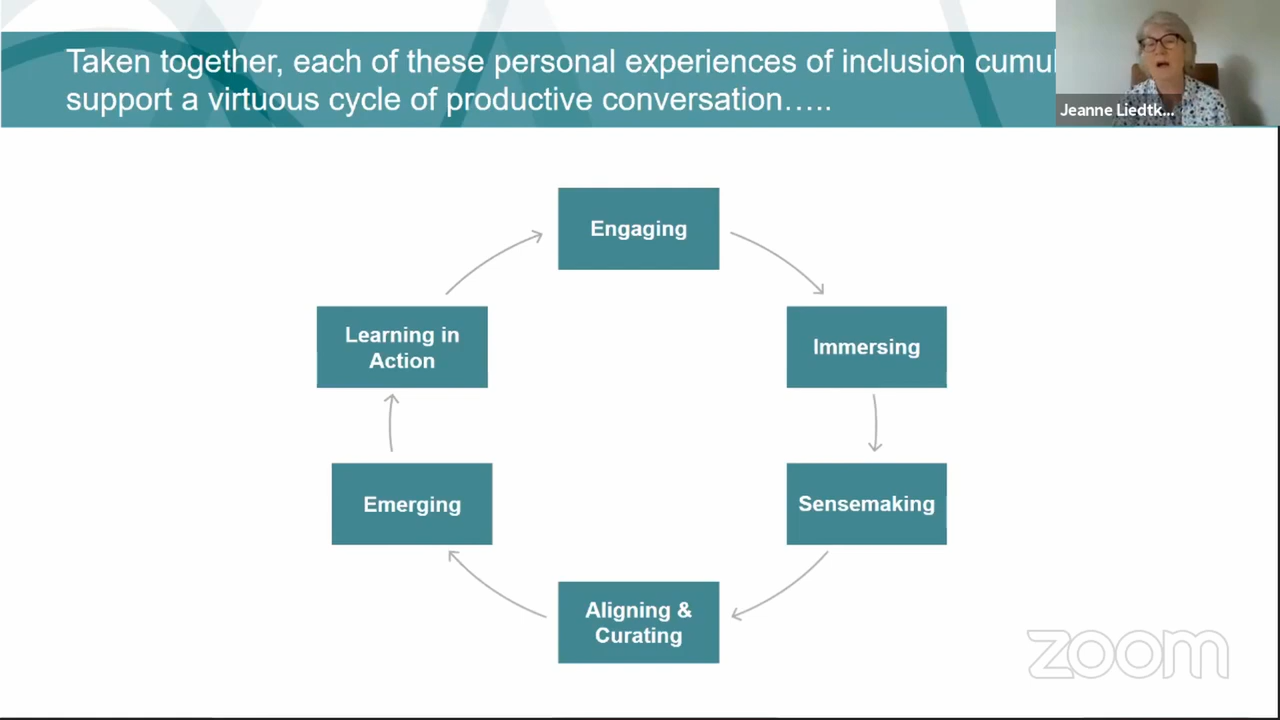 Taken together, each of these personal experiences of inclusion cumul
support a virtuous cycle of productive conversation…..
Jeanne Liedtk...
Engaging
Learning in
Action
Immersing
Emerging
Sensemaking
Aligning &
Curating
zoom